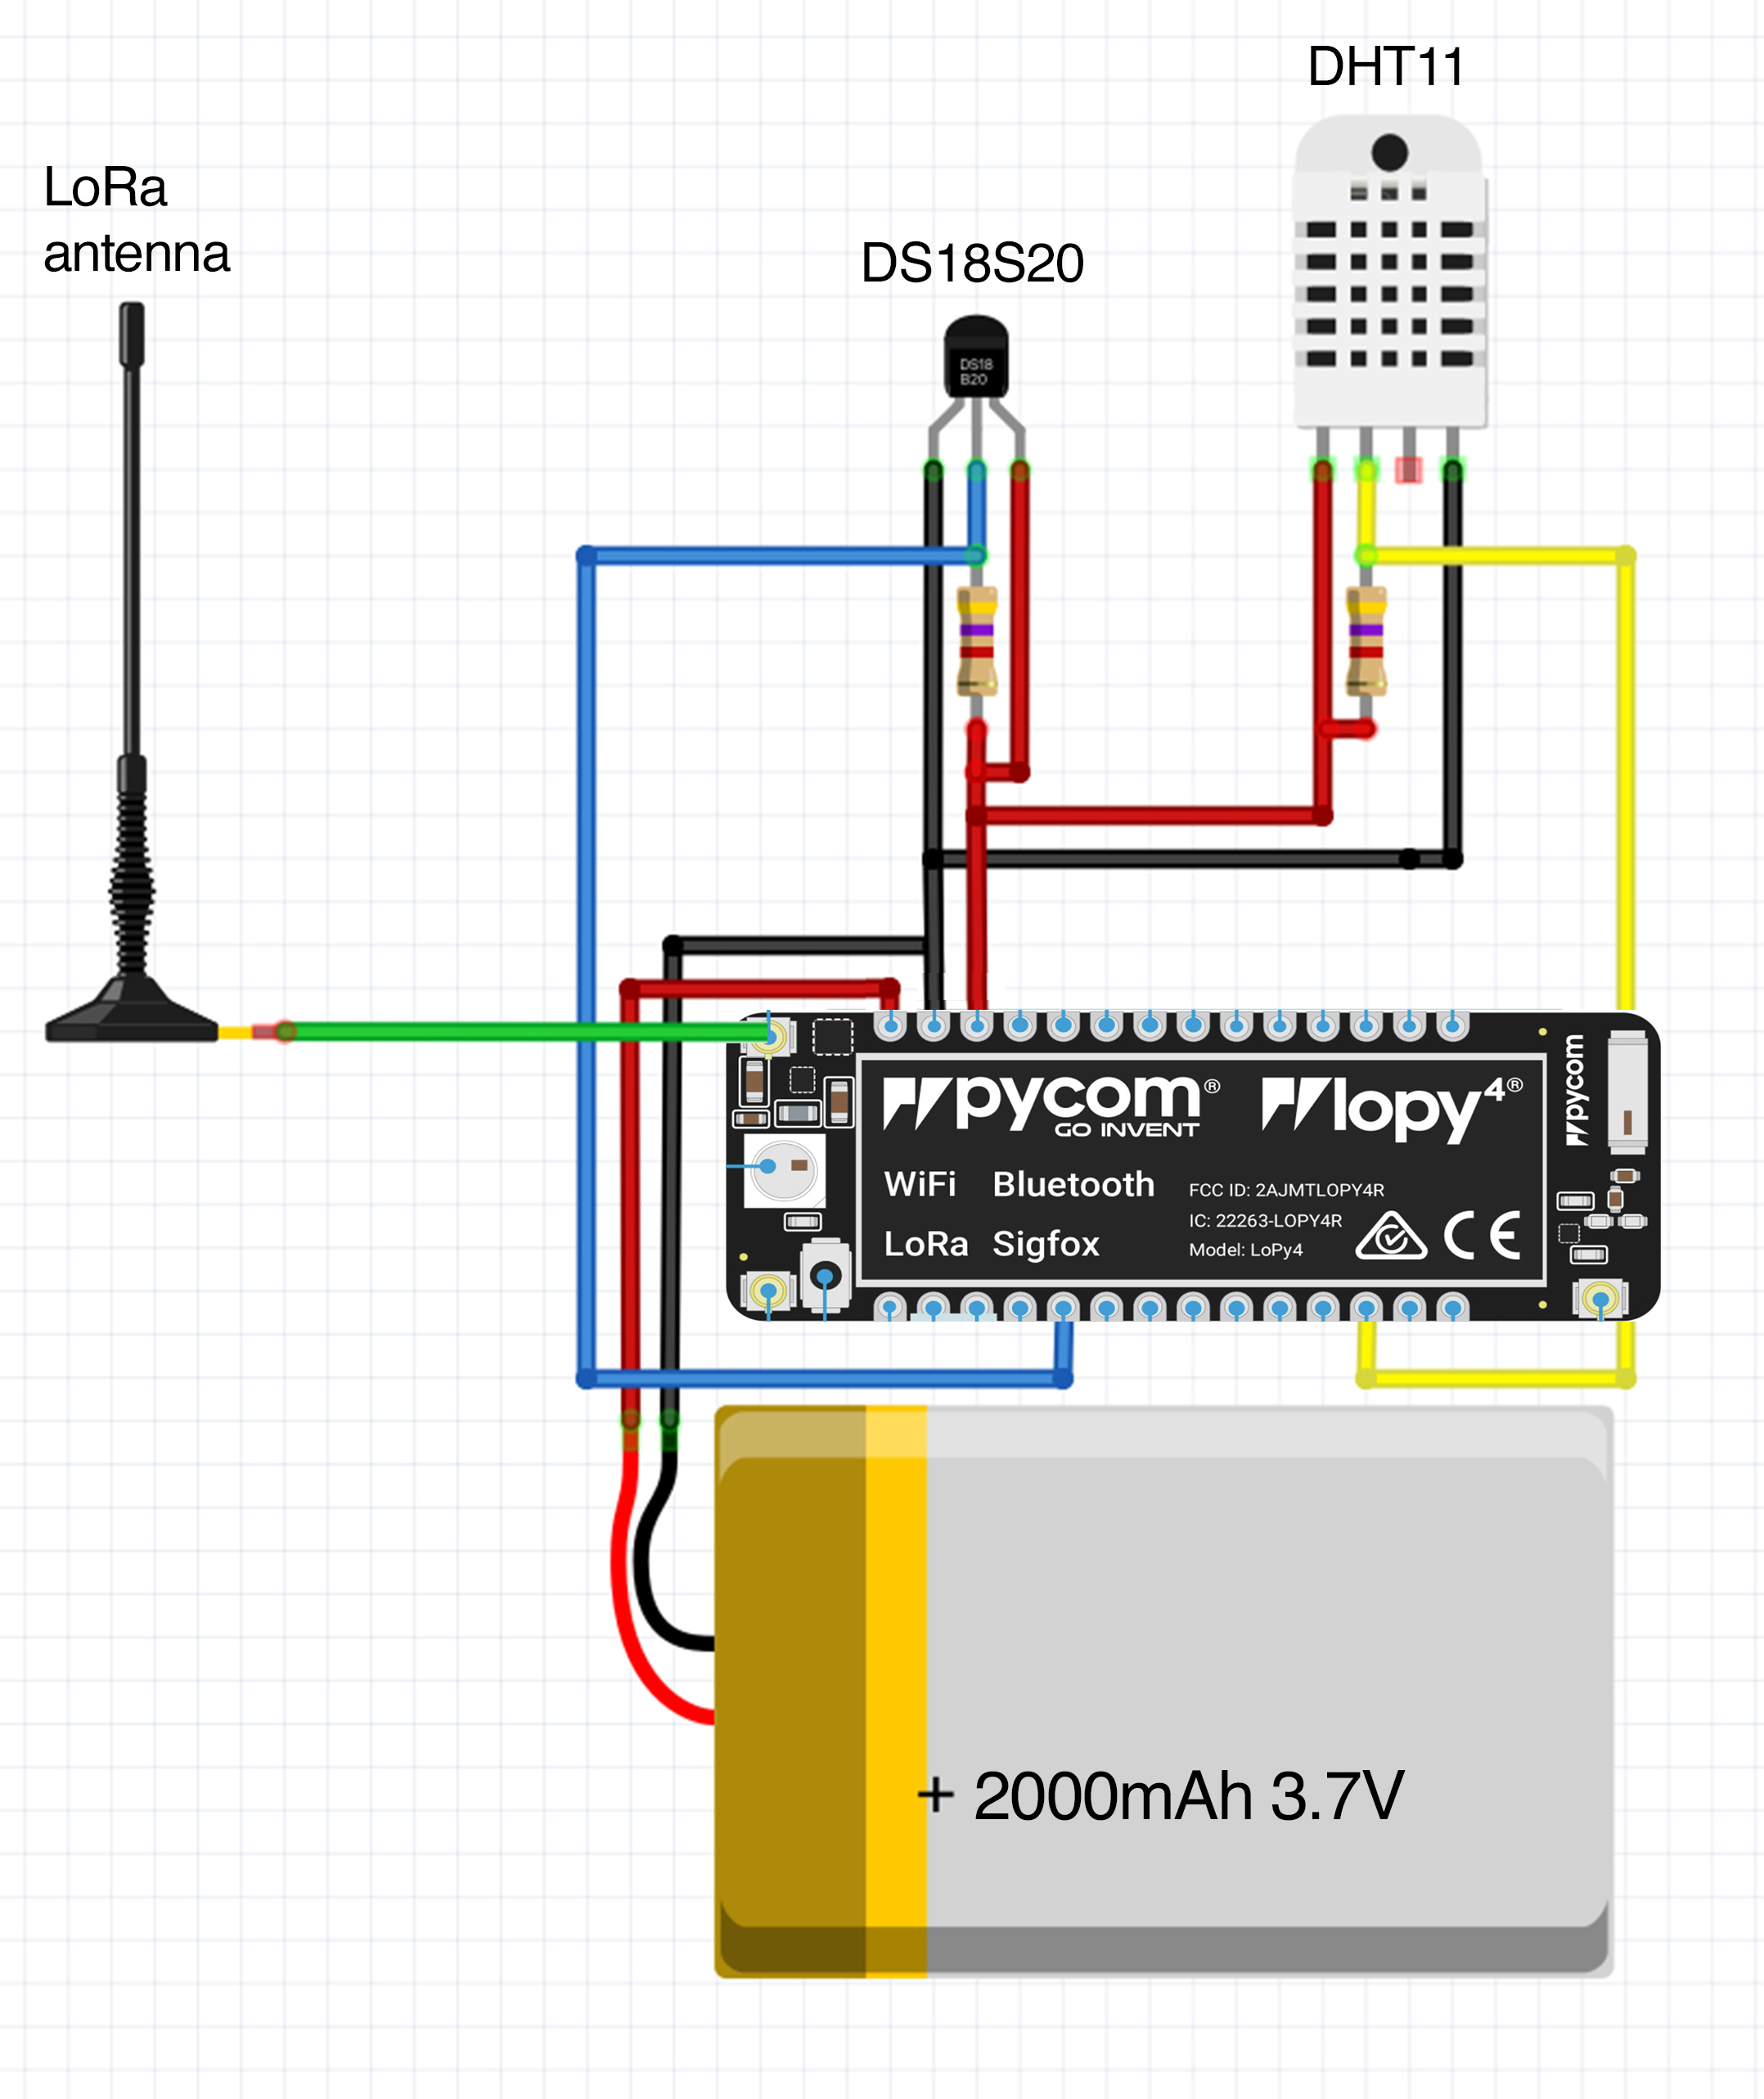 DHT11
LoRa
antenna
DS18S20
DS18
B20
pycom®
GO INVENT
lopy4®
pycom
WiFi Bluetooth
LoRa Sigfox
FCC ID: 2AJMTLOPY4R
IC: 22263-LOPY4R
Model: LoPy4
CE
+ 2000mAh 3.7V